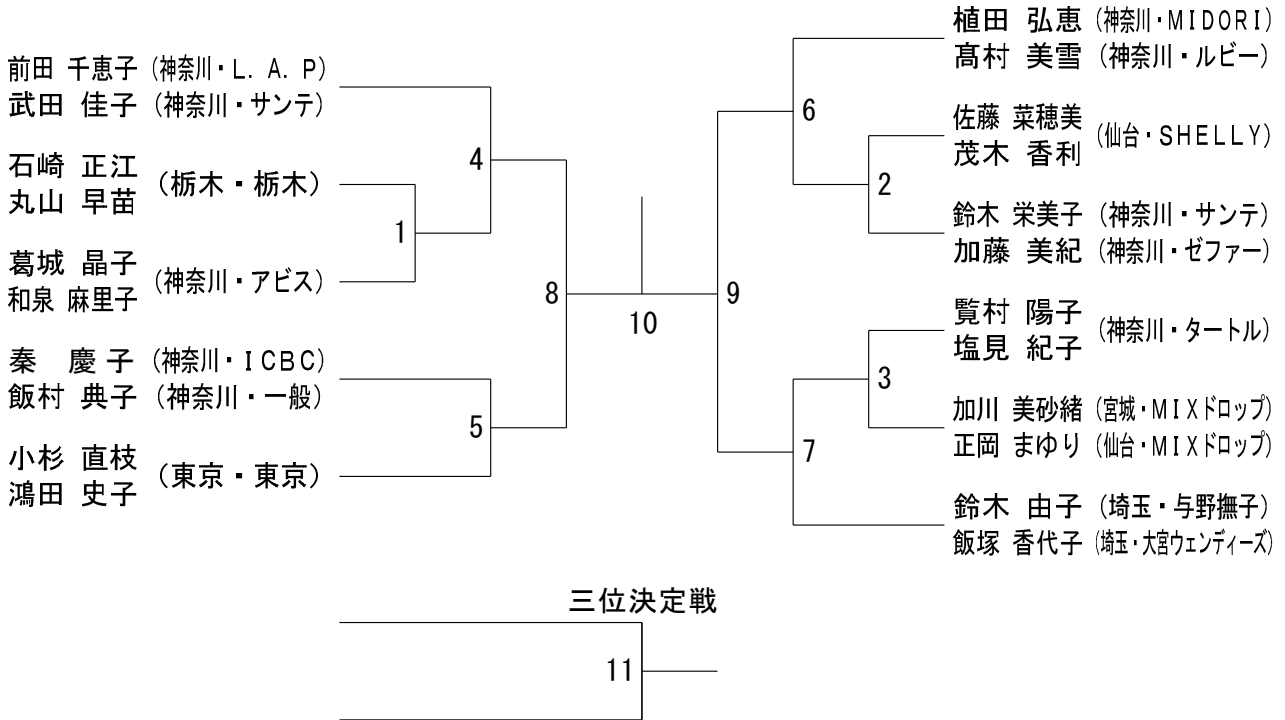 前田 千恵子（神奈川・Ｌ．Ａ．Ｐ）
武田 佳子（神奈川・サンテ）
石崎 正江
丸山 早苗
（栃木・栃木）
葛城 晶子
和泉 麻里子
（神奈川・アビス）
秦 慶子（神奈川・ＩＣＢＣ）
飯村 典子（神奈川・一般）
小杉 直枝
鴻田 史子
（東京・東京）
1
4
5
8
10
9
6
2
3
7
植田 弘恵（神奈川・ＭＩＤＯＲＩ）
髙村 美雪（神奈川・ルビー）
佐藤 菜穂美
茂木 香利
（仙台・ＳＨＥＬＬＹ）
鈴木 栄美子（神奈川・サンテ）
加藤 美紀（神奈川・ゼファー）
覧村 陽子
塩見 紀子
（神奈川・タートル）
加川 美砂緒（宮城・ＭＩＸドロップ）
正岡 まゆり（仙台・ＭＩＸドロップ）
鈴木 由子（埼玉・与野撫子）
飯塚 香代子（埼玉・大宮ウェンディーズ）
三位決定戦
11